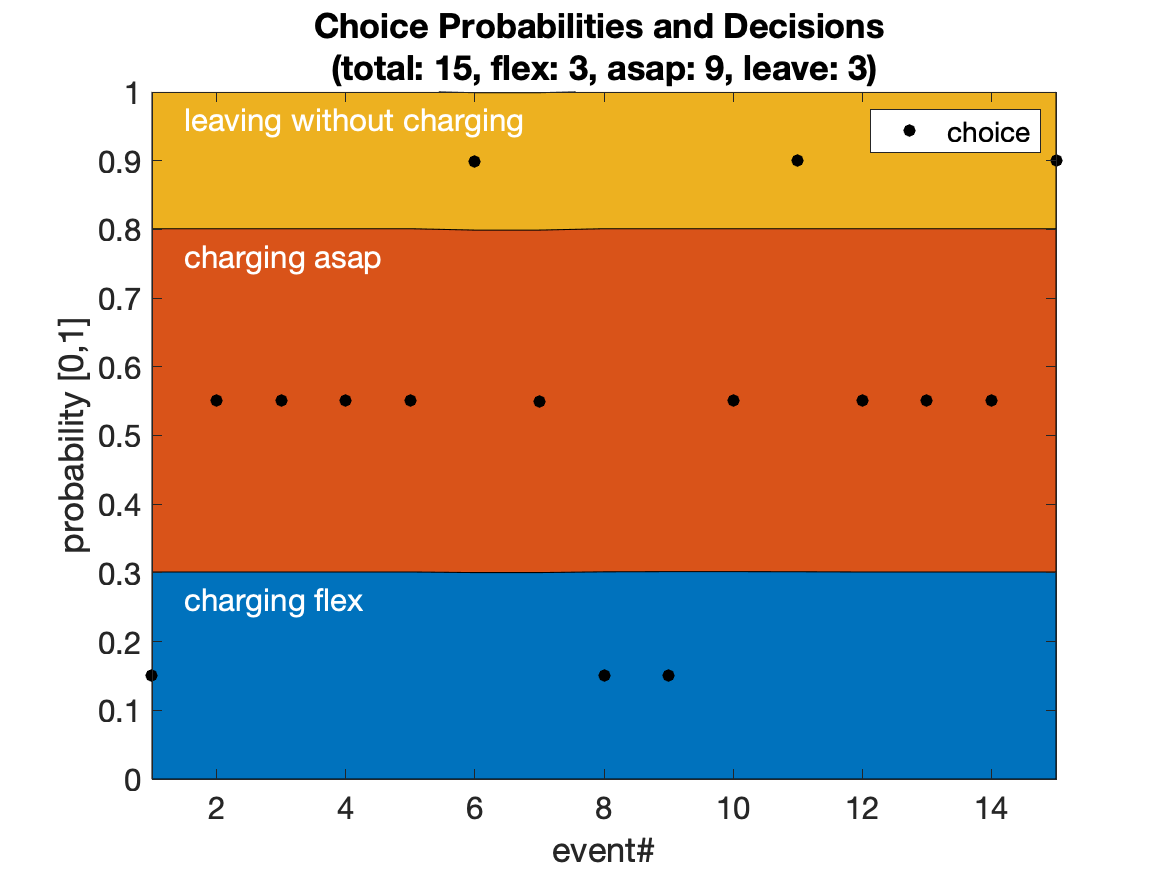 Choice Probabilities and Decisions
(total: 15, flex: 3, asap: 9, leave: 3)
1
leaving without charging
choice
0.9
0.8
charging asap
0.7
0.6
probability [0,1]
0.5
0.4
0.3
charging flex
0.2
0.1
0
2 4 6 8 10 12 14
event#